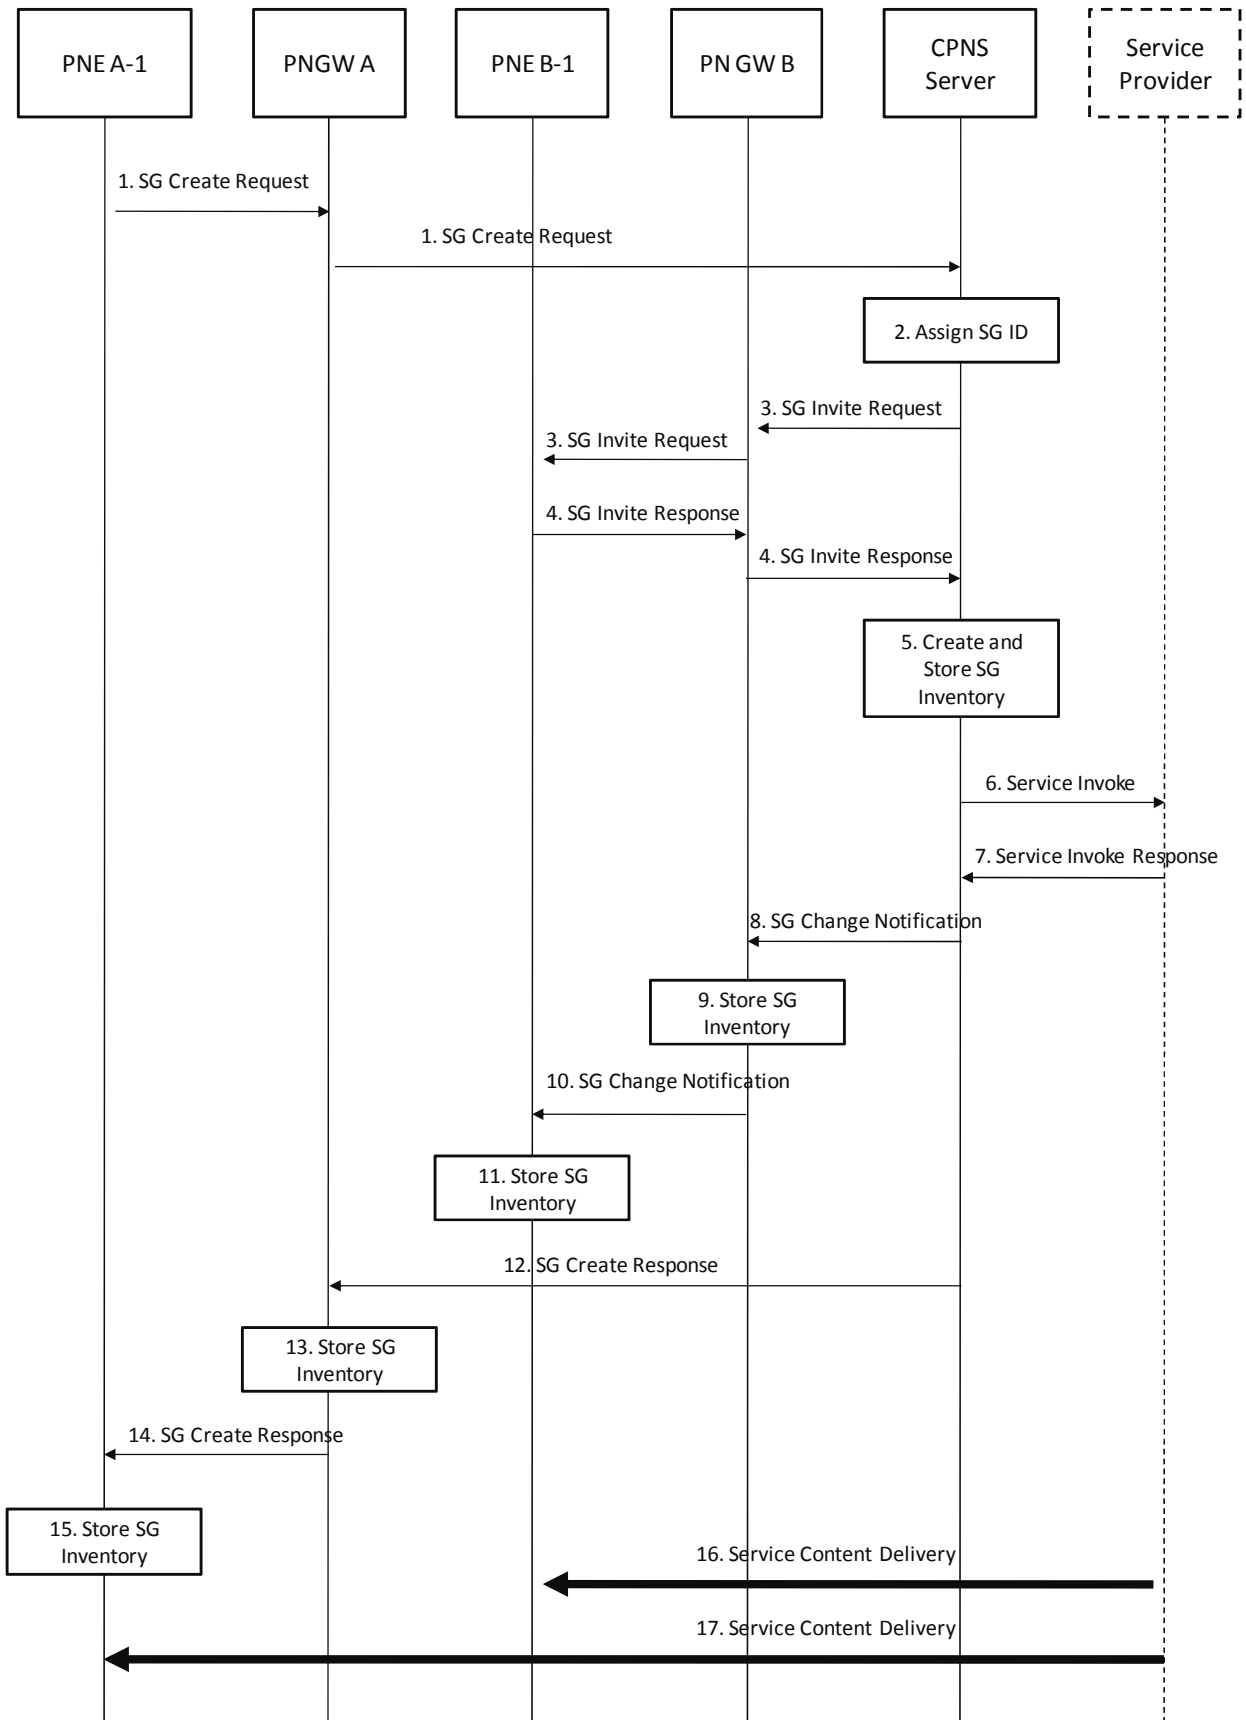 PNE A-1
PNGW A
PNE B-1
PN GW B
CPNS
Server
Service
Provider
1. SG Create Request
1. SG Create Request
2. Assign SG ID
3. SG Invite Request
3. SG Invite Request
4. SG Invite Response
4. SG Invite Response
5. Create and
Store SG
Inventory
6. Service Invoke
7. Service Invoke Response
8. SG Change Notification
9. Store SG
Inventory
10. SG Change Notification
11. Store SG
Inventory
12. SG Create Response
13. Store SG
Inventory
14. SG Create Response
15. Store SG
Inventory
16. Service Content Delivery
17. Service Content Delivery